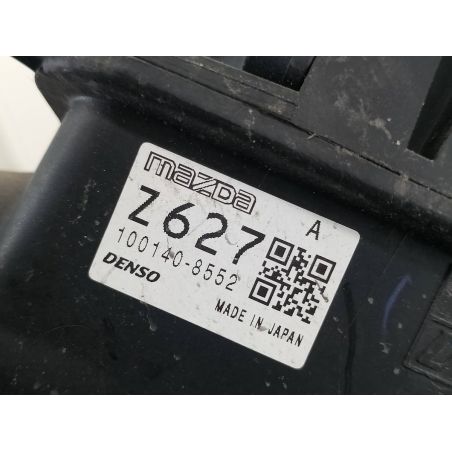 mazda
Z627 A
100140-8552
DENSO
MADE IN JAPAN